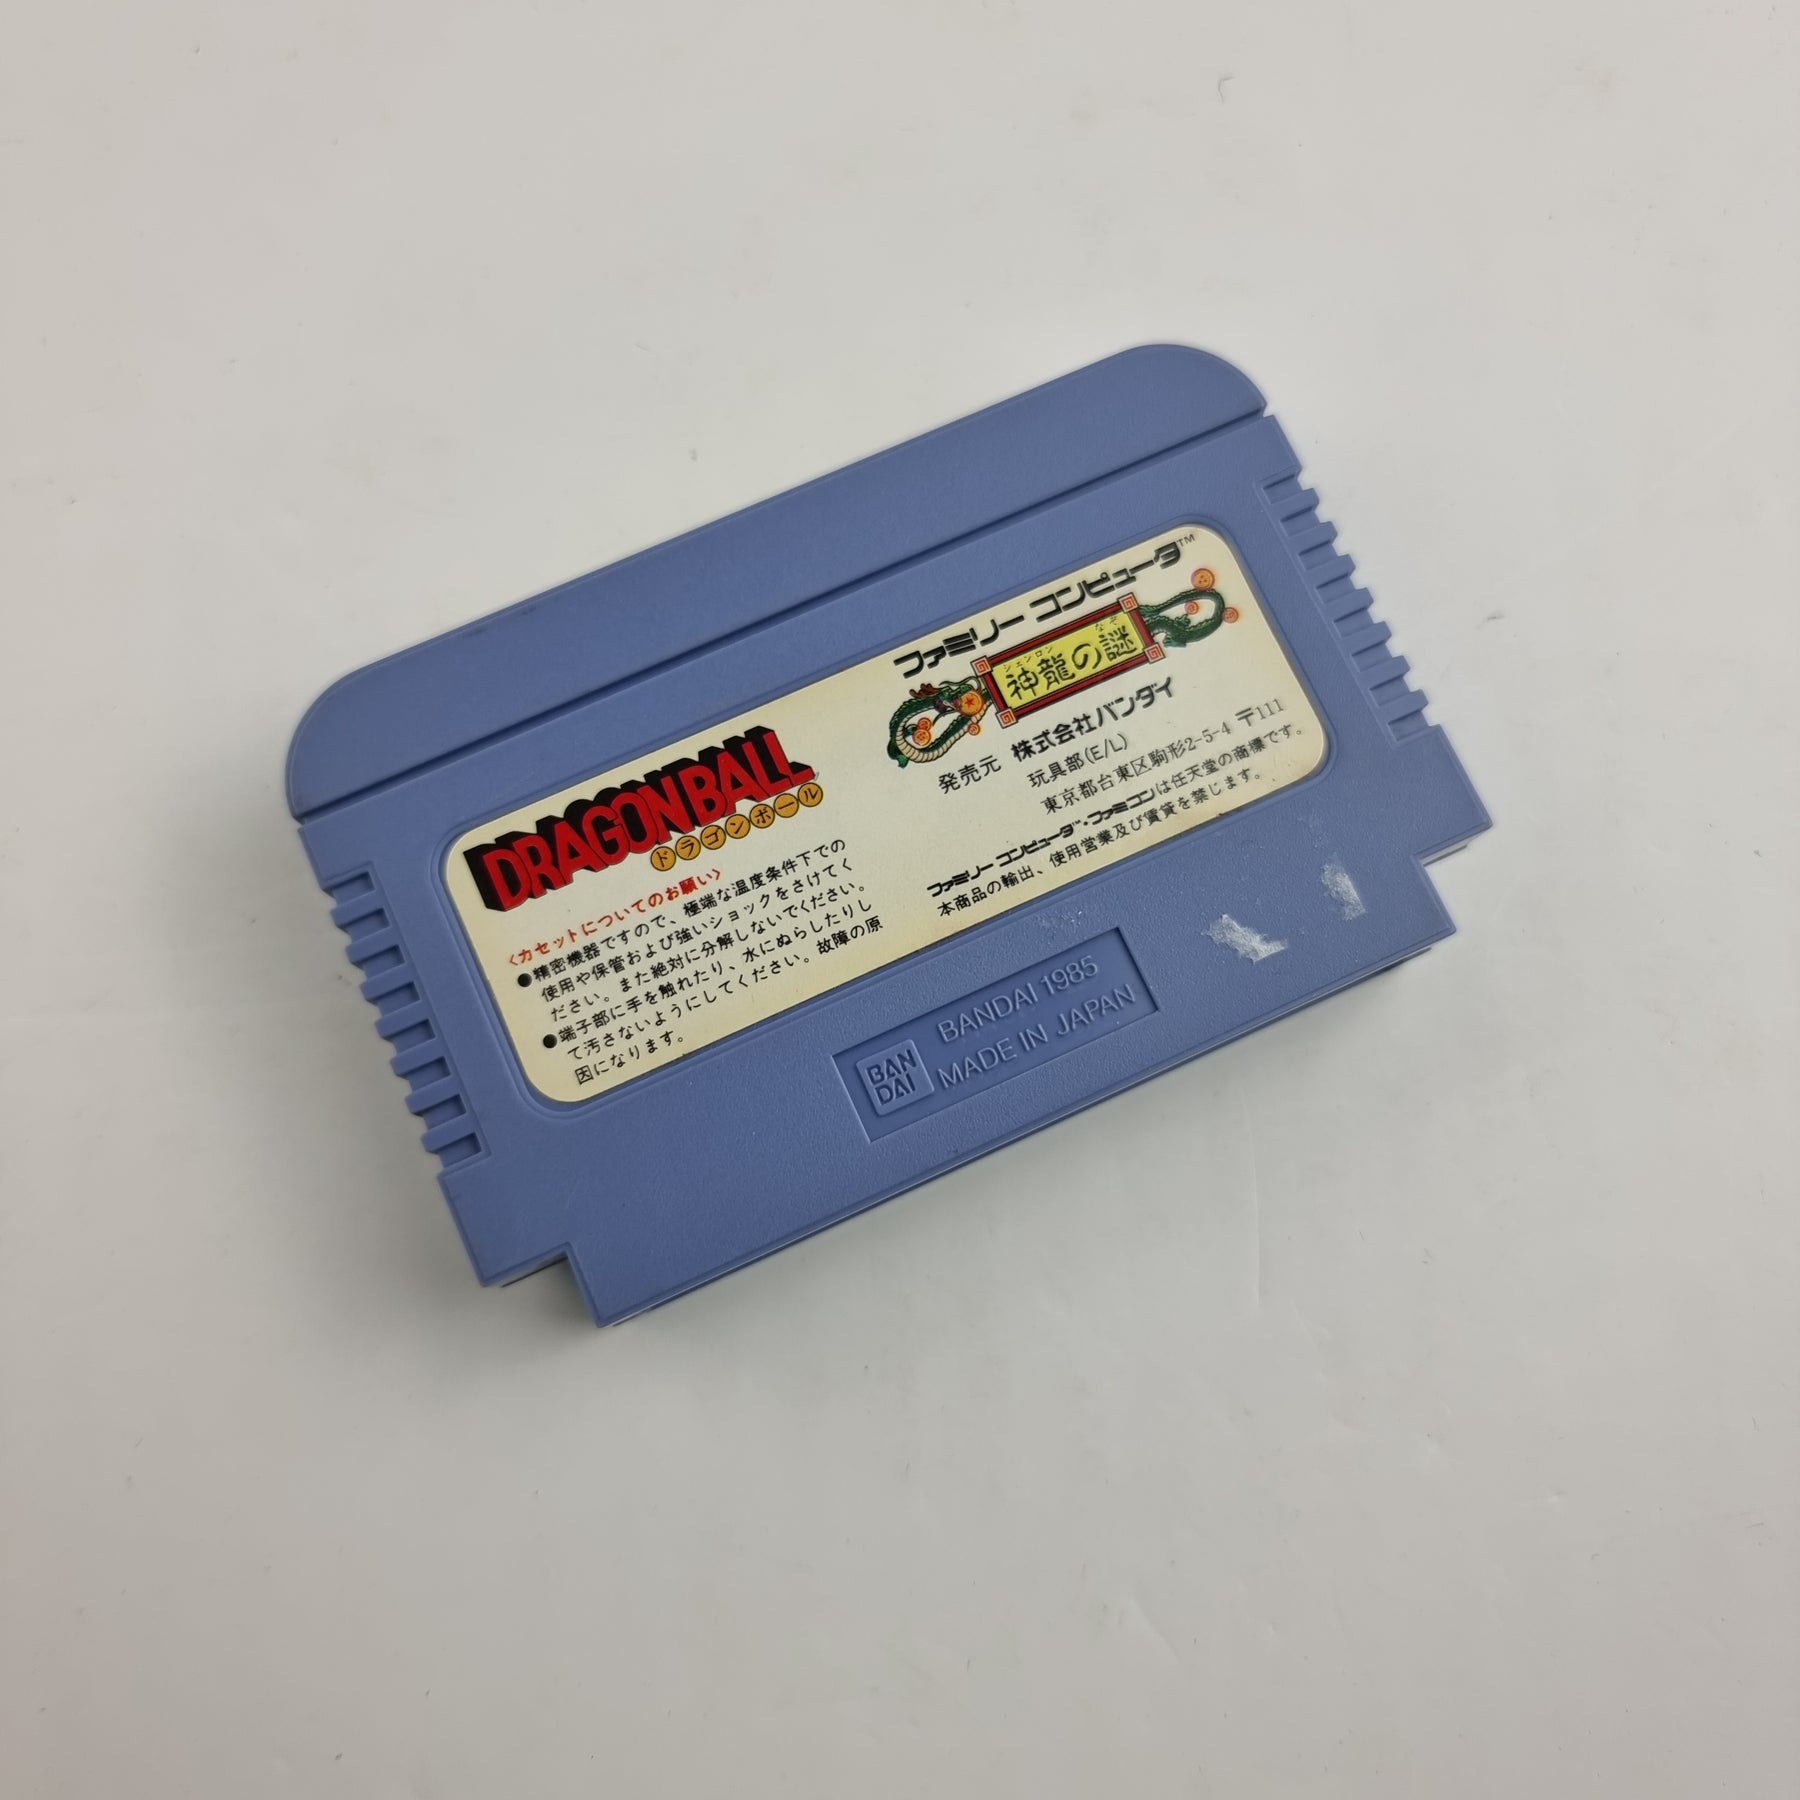 DRAGON BALL
ドラゴンボール
〈カセットについてのお願い〉
●精密機器ですので、極端な温度条件下での
使用や保管および強いショックをさけてく
ださい。また絶対に分解しないでください。
●端子部に手を触れたり、水にぬらしたりし
て汚さないようにしてください。故障の原
因になります。
ファミリーコンピュータ™
シェンロン なぞ
神龍の謎
発売元 株式会社バンダイ
玩具部(E/L)
東京都台東区駒形2-5-4 〒111
ファミリーコンピュータ™・ファミコンは任天堂の商標です。
本商品の輸出、使用営業及び賃貸を禁じます。
BAN
DAI
BANDAI 1985
MADE IN JAPAN